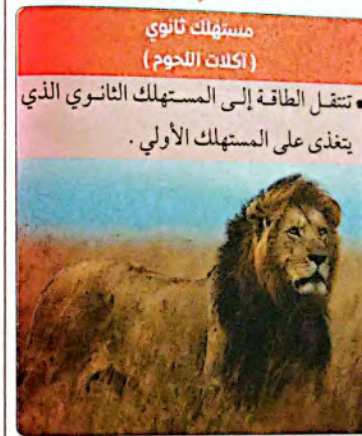 مستهلك ثانوي
( آكلات اللحوم )
• تنتقل الطاقة إلى المستهلك الثانوي الذي
يتغذى على المستهلك الأولي .